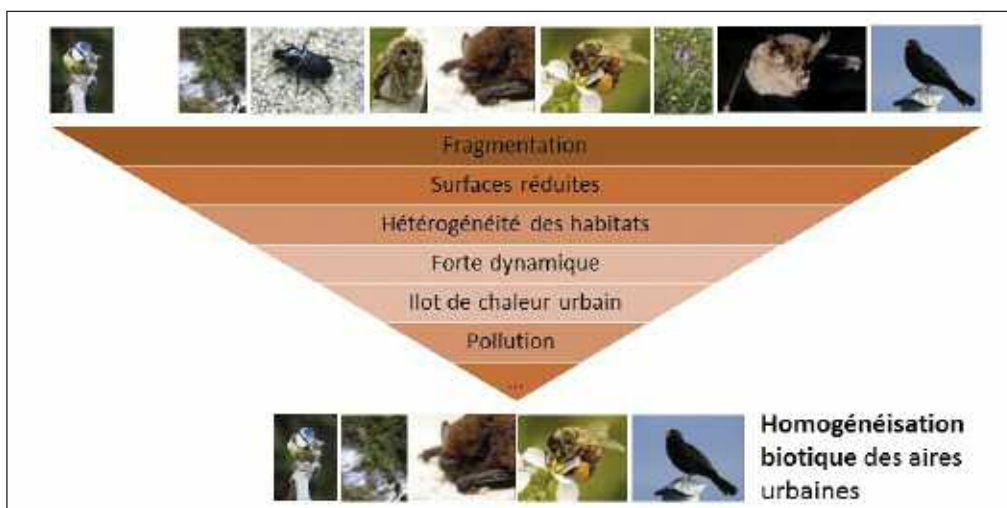 Fragmentation
Surfaces réduites
Hétérogénéité des habitats
Forte dynamique
Ilot de chaleur urbain
Pollution
...
Homogénéisation
biotique des aires
urbaines